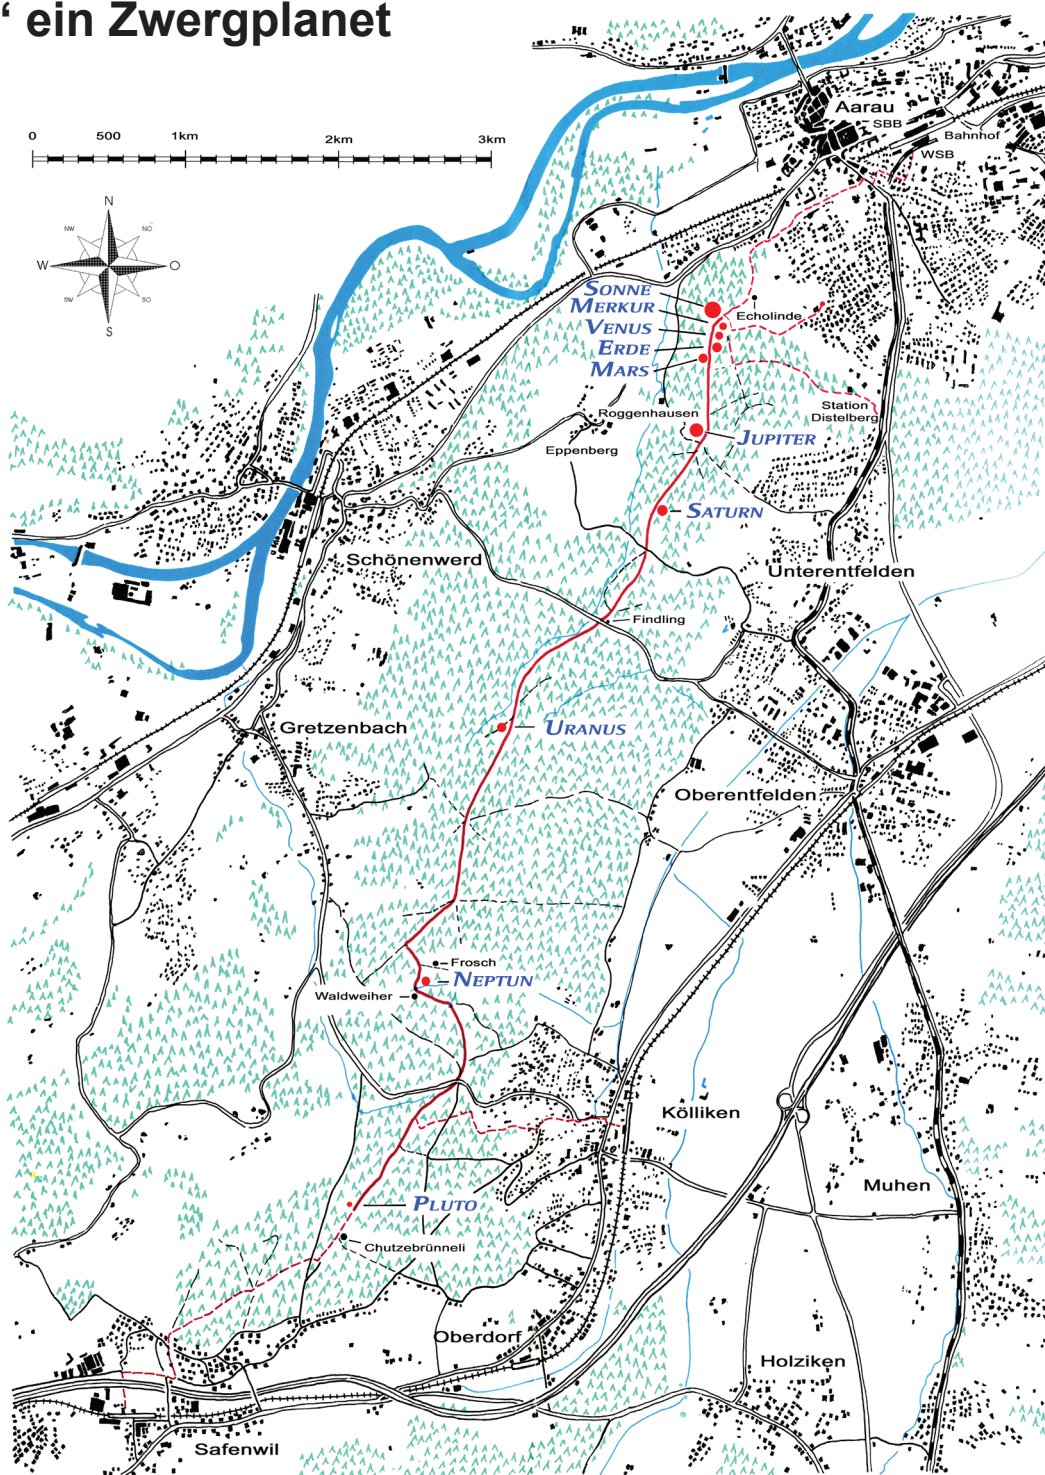 ‘ ein Zwergplanet
0 500 1km 2km 3km
N
NW NO
W O
SW SO
S
Aarau
SBB
Bahnhof
WSB
SONNE
MERKUR
Echolinde
VENUS
ERDE
MARS
Roggenhausen
Station
Distelberg
JUPITER
Eppenberg
SATURN
Schönenwerd
Unterentfelden
Findling
Gretzenbach
URANUS
Oberentfelden
Frosch
NEPTUN
Waldweiher
Kölliken
Muhen
PLUTO
Chutzebrünneli
Oberdorf
Holziken
Safenwil